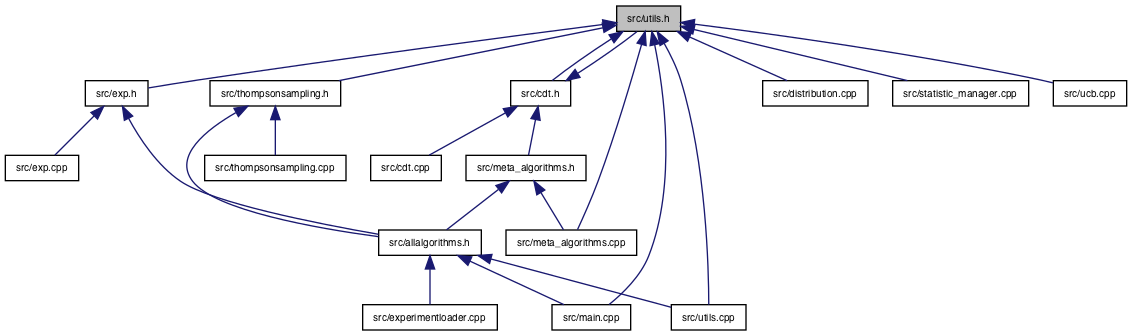 src/utils.h
src/exp.h
src/thompsonsampling.h
src/cdt.h
src/distribution.cpp
src/statistic_manager.cpp
src/ucb.cpp
src/exp.cpp
src/thompsonsampling.cpp
src/cdt.cpp
src/meta_algorithms.h
src/allalgorithms.h
src/meta_algorithms.cpp
src/experimentloader.cpp
src/main.cpp
src/utils.cpp